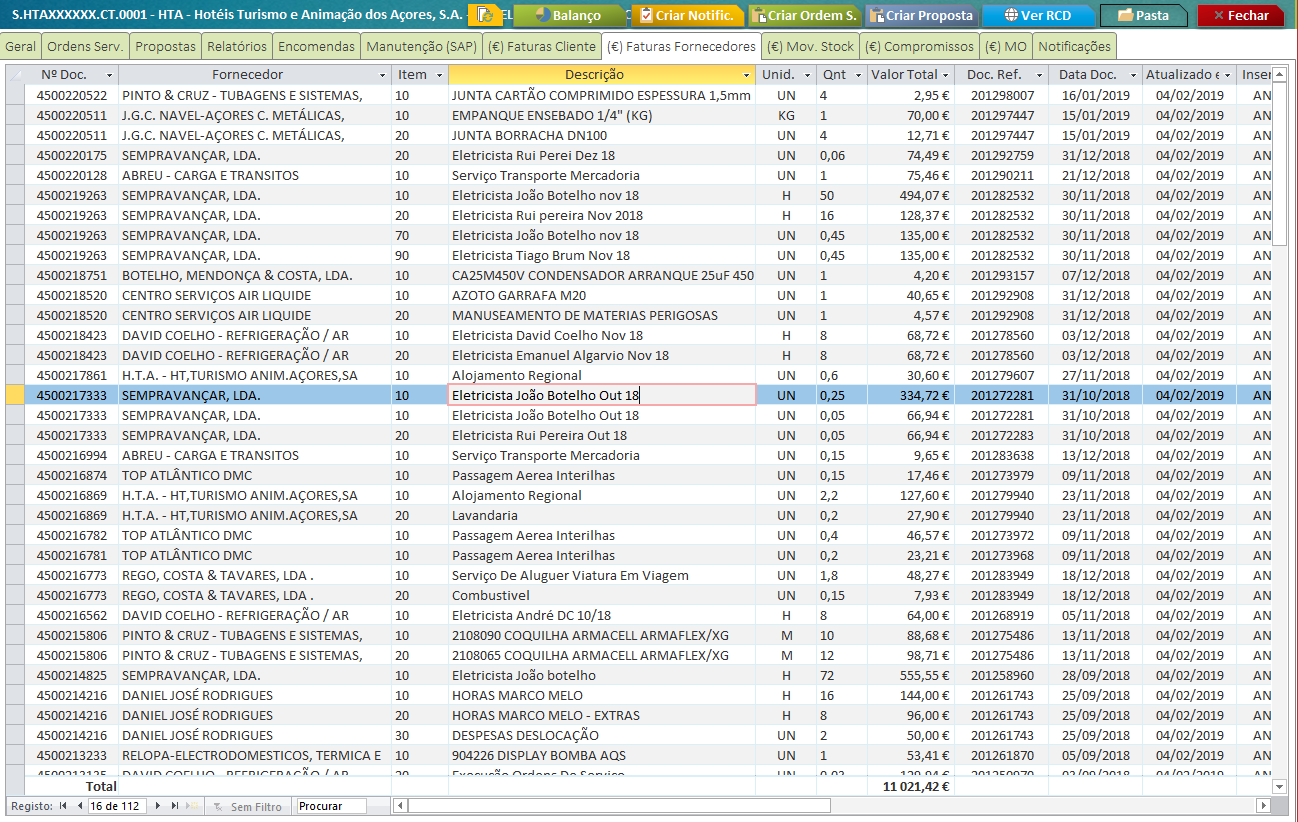 S.HTAXXXXXX.CT.0001 - HTA - Hotéis Turismo e Animação dos Açores, S.A. Balanço Criar Notific. Criar Ordem S. Criar Proposta Ver RCD Pasta Fechar
Geral Ordens Serv. Propostas Relatórios Encomendas Manutenção (SAP) (€) Faturas Cliente (€) Faturas Fornecedores (€) Mov. Stock (€) Compromissos (€) MO Notificações
Nº Doc. Fornecedor Item Descrição Unid. Qnt Valor Total Doc. Ref. Data Doc. Atualizado e Inser
4500220522 PINTO & CRUZ - TUBAGENS E SISTEMAS, 10 JUNTA CARTÃO COMPRIMIDO ESPESSURA 1,5mm UN 4 2,95 € 201298007 16/01/2019 04/02/2019 AN
4500220511 J.G.C. NAVEL-AÇORES C. METÁLICAS, 10 EMPANQUE ENSEBADO 1/4" (KG) KG 1 70,00 € 201297447 15/01/2019 04/02/2019 AN
4500220511 J.G.C. NAVEL-AÇORES C. METÁLICAS, 20 JUNTA BORRACHA DN100 UN 4 12,71 € 201297447 15/01/2019 04/02/2019 AN
4500220175 SEMPRAVANÇAR, LDA. 20 Eletricista Rui Perei Dez 18 UN 0,06 74,49 € 201292759 31/12/2018 04/02/2019 AN
4500220128 ABREU - CARGA E TRANSITOS 10 Serviço Transporte Mercadoria UN 1 75,46 € 201290211 21/12/2018 04/02/2019 AN
4500219263 SEMPRAVANÇAR, LDA. 10 Eletricista João Botelho nov 18 H 50 494,07 € 201282532 30/11/2018 04/02/2019 AN
4500219263 SEMPRAVANÇAR, LDA. 20 Eletricista Rui pereira Nov 2018 H 16 128,37 € 201282532 30/11/2018 04/02/2019 AN
4500219263 SEMPRAVANÇAR, LDA. 70 Eletricista João Botelho nov 18 UN 0,45 135,00 € 201282532 30/11/2018 04/02/2019 AN
4500219263 SEMPRAVANÇAR, LDA. 90 Eletricista Tiago Brum Nov 18 UN 0,45 135,00 € 201282532 30/11/2018 04/02/2019 AN
4500218751 BOTELHO, MENDONÇA & COSTA, LDA. 10 CA25M450V CONDENSADOR ARRANQUE 25uF 450 UN 1 4,20 € 201293157 07/12/2018 04/02/2019 AN
4500218520 CENTRO SERVIÇOS AIR LIQUIDE 10 AZOTO GARRAFA M20 UN 1 40,65 € 201292908 31/12/2018 04/02/2019 AN
4500218520 CENTRO SERVIÇOS AIR LIQUIDE 20 MANUSEAMENTO DE MATERIAS PERIGOSAS UN 1 4,57 € 201292908 31/12/2018 04/02/2019 AN
4500218423 DAVID COELHO - REFRIGERAÇÃO / AR 10 Eletricista David Coelho Nov 18 H 8 68,72 € 201278560 03/12/2018 04/02/2019 AN
4500218423 DAVID COELHO - REFRIGERAÇÃO / AR 20 Eletricista Emanuel Algarvio Nov 18 H 8 68,72 € 201278560 03/12/2018 04/02/2019 AN
4500217861 H.T.A. - HT,TURISMO ANIM.AÇORES,SA 10 Alojamento Regional UN 0,6 30,60 € 201279607 27/11/2018 04/02/2019 AN
4500217333 SEMPRAVANÇAR, LDA. 10 Eletricista João Botelho Out 18 UN 0,25 334,72 € 201272281 31/10/2018 04/02/2019 AN
4500217333 SEMPRAVANÇAR, LDA. 10 Eletricista João Botelho Out 18 UN 0,05 66,94 € 201272283 31/10/2018 04/02/2019 AN
4500217333 SEMPRAVANÇAR, LDA. 20 Eletricista Rui Pereira Out 18 UN 0,05 66,94 € 201272283 31/10/2018 04/02/2019 AN
4500216994 ABREU - CARGA E TRANSITOS 10 Serviço Transporte Mercadoria UN 0,15 9,65 € 201283638 13/12/2018 04/02/2019 AN
4500216874 TOP ATLÂNTICO DMC 10 Passagem Aerea Interilhas UN 0,15 17,46 € 201273979 09/11/2018 04/02/2019 AN
4500216869 H.T.A. - HT,TURISMO ANIM.AÇORES,SA 10 Alojamento Regional UN 2,2 127,60 € 201279940 23/11/2018 04/02/2019 AN
4500216869 H.T.A. - HT,TURISMO ANIM.AÇORES,SA 20 Lavandaria UN 0,2 27,90 € 201279940 23/11/2018 04/02/2019 AN
4500216782 TOP ATLÂNTICO DMC 10 Passagem Aerea Interilhas UN 0,4 46,57 € 201273972 09/11/2018 04/02/2019 AN
4500216781 TOP ATLÂNTICO DMC 10 Passagem Aerea Interilhas UN 0,2 23,21 € 201273968 09/11/2018 04/02/2019 AN
4500216773 REGO, COSTA & TAVARES, LDA . 10 Serviço De Aluguer Viatura Em Viagem UN 1,8 48,27 € 201283949 18/12/2018 04/02/2019 AN
4500216773 REGO, COSTA & TAVARES, LDA . 20 Combustivel UN 0,15 7,93 € 201283949 18/12/2018 04/02/2019 AN
4500216562 DAVID COELHO - REFRIGERAÇÃO / AR 10 Eletricista André DC 10/18 H 8 64,00 € 201268919 05/11/2018 04/02/2019 AN
4500215806 PINTO & CRUZ - TUBAGENS E SISTEMAS, 10 2108090 COQUILHA ARMACELL ARMAFLEX/XG M 10 88,68 € 201275486 13/11/2018 04/02/2019 AN
4500215806 PINTO & CRUZ - TUBAGENS E SISTEMAS, 20 2108065 COQUILHA ARMACELL ARMAFLEX/XG M 12 98,71 € 201275486 13/11/2018 04/02/2019 AN
4500214825 SEMPRAVANÇAR, LDA. 10 Eletricista João botelho H 72 555,55 € 201258960 28/09/2018 04/02/2019 AN
4500214216 DANIEL JOSÉ RODRIGUES 10 HORAS MARCO MELO H 16 144,00 € 201261743 25/09/2018 04/02/2019 AN
4500214216 DANIEL JOSÉ RODRIGUES 20 HORAS MARCO MELO - EXTRAS H 8 96,00 € 201261743 25/09/2018 04/02/2019 AN
4500214216 DANIEL JOSÉ RODRIGUES 30 DESPESAS DESLOCAÇÃO UN 2 50,00 € 201261743 25/09/2018 04/02/2019 AN
4500213233 RELOPA-ELECTRODOMESTICOS, TERMICA E 10 904226 DISPLAY BOMBA AQS UN 1 53,41 € 201261870 05/09/2018 04/02/2019 AN
Total 11 021,42 €
Registo: 16 de 112 Sem Filtro Procurar